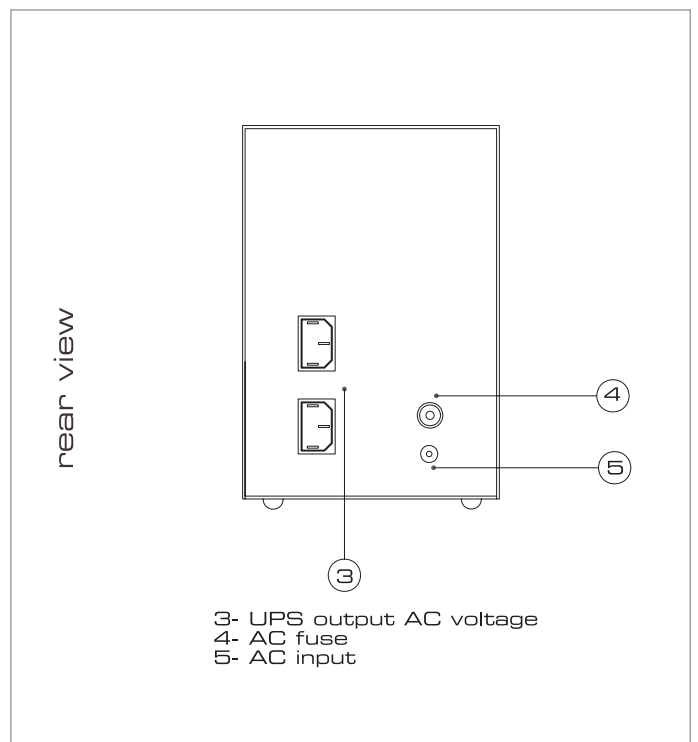 rear view
4
5
3
3- UPS output AC voltage
4- AC fuse
5- AC input